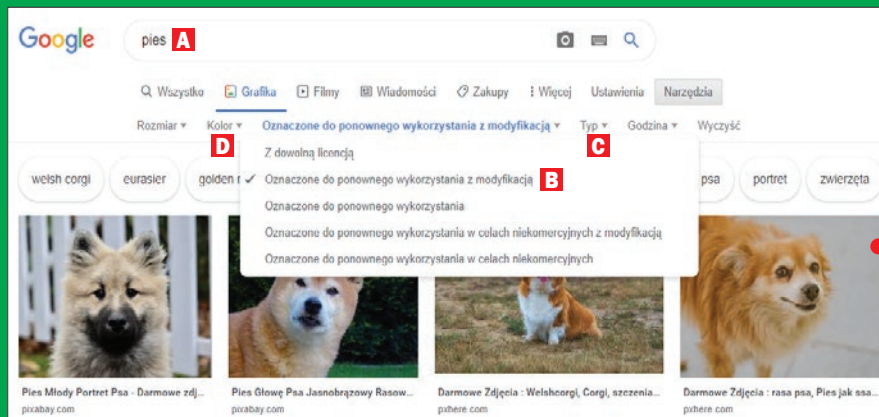 Google pies A
Wszystko Grafika Filmy Wiadomości Zakupy Więcej Ustawienia Narzędzia
Rozmiar Kolor Oznaczone do ponownego wykorzystania z modyfikacją Typ Godzina Wyczyść
D C
Z dowolną licencją
welsh corgi eurasier golden psa portret zwierzęta
Oznaczone do ponownego wykorzystania z modyfikacją B
Oznaczone do ponownego wykorzystania
Oznaczone do ponownego wykorzystania w celach niekomercyjnych z modyfikacją
Oznaczone do ponownego wykorzystania w celach niekomercyjnych
Pies Młody Portret Psa - Darmowe zdj... Pies Głowę Psa Jasnobrązowy Rasow... Darmowe Zdjęcia : Welshcorgi, Corgi, szczenia... Darmowe Zdjęcia : rasa psa, Pies jak ssa...
pixabay.com pixabay.com pxhere.com pxhere.com